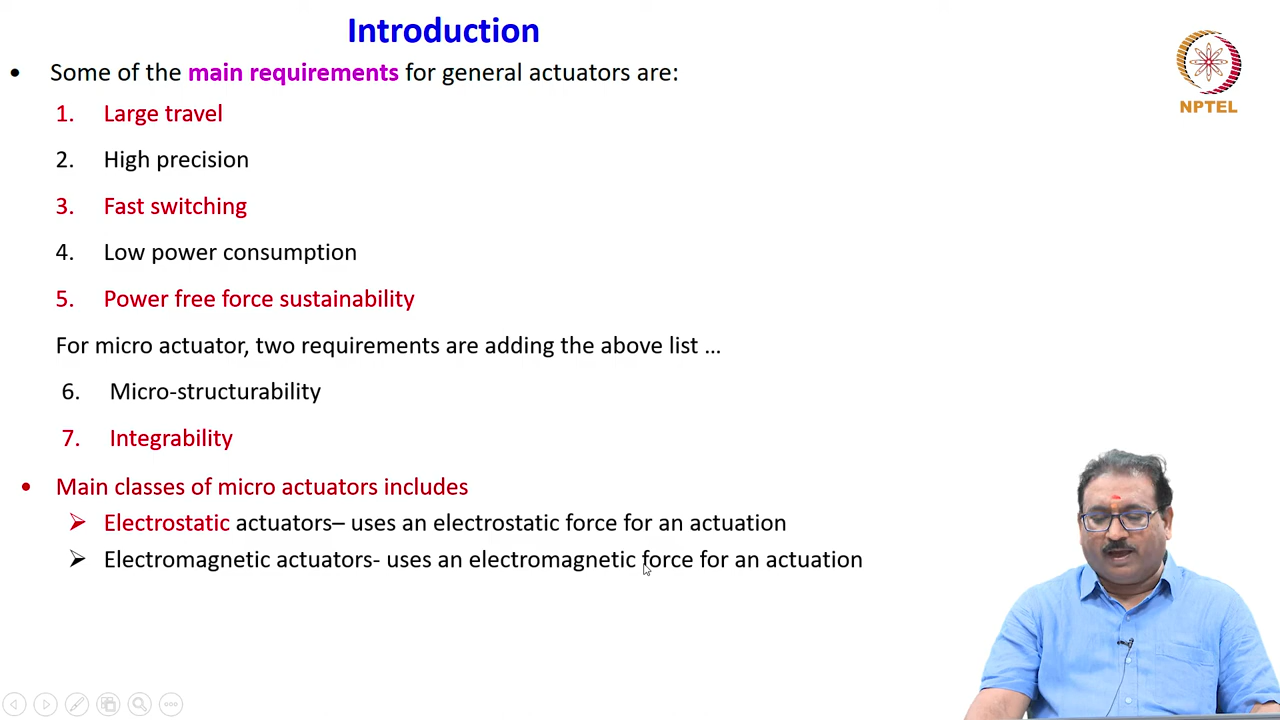 Introduction
• Some of the main requirements for general actuators are:
1. Large travel
2. High precision
3. Fast switching
4. Low power consumption
5. Power free force sustainability
For micro actuator, two requirements are adding the above list ...
6. Micro-structurability
7. Integrability
• Main classes of micro actuators includes
➢ Electrostatic actuators– uses an electrostatic force for an actuation
➢ Electromagnetic actuators- uses an electromagnetic force for an actuation
NPTEL